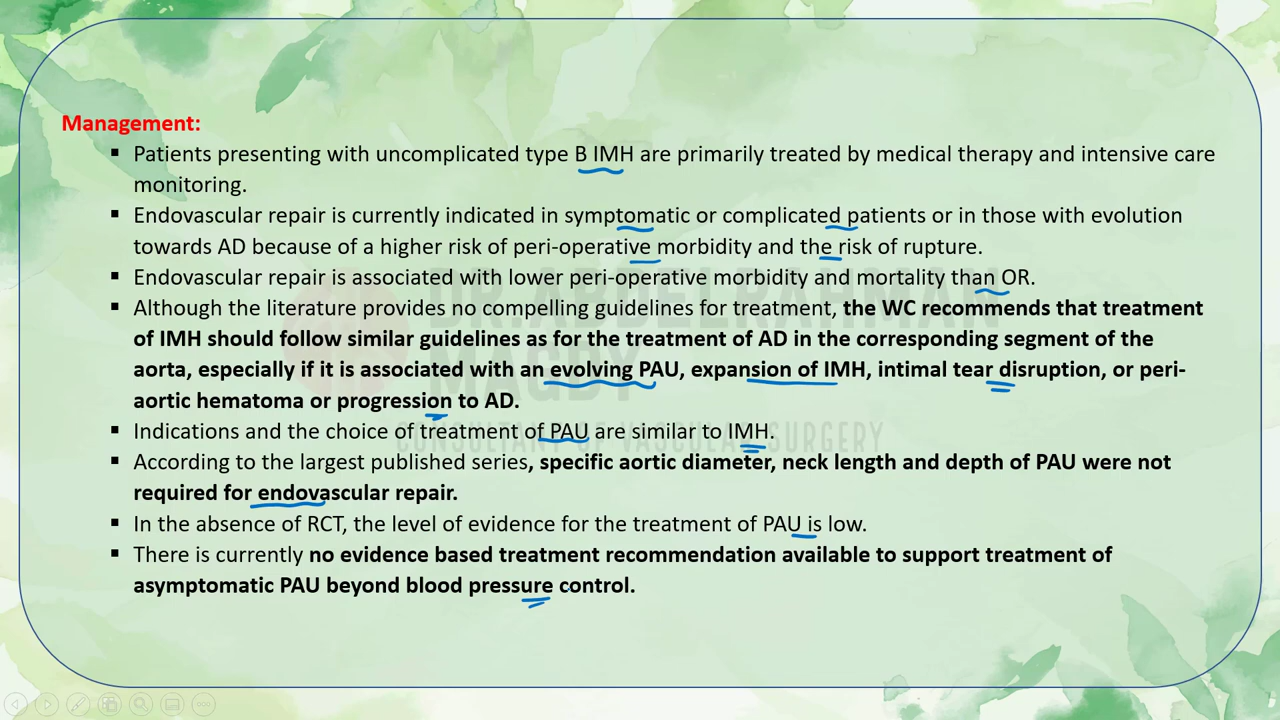 Management:
▪ Patients presenting with uncomplicated type B IMH are primarily treated by medical therapy and intensive care
monitoring.
▪ Endovascular repair is currently indicated in symptomatic or complicated patients or in those with evolution
towards AD because of a higher risk of peri-operative morbidity and the risk of rupture.
▪ Endovascular repair is associated with lower peri-operative morbidity and mortality than OR.
▪ Although the literature provides no compelling guidelines for treatment, the WC recommends that treatment
of IMH should follow similar guidelines as for the treatment of AD in the corresponding segment of the
aorta, especially if it is associated with an evolving PAU, expansion of IMH, intimal tear disruption, or peri-
aortic hematoma or progression to AD.
▪ Indications and the choice of treatment of PAU are similar to IMH.
▪ According to the largest published series, specific aortic diameter, neck length and depth of PAU were not
required for endovascular repair.
▪ In the absence of RCT, the level of evidence for the treatment of PAU is low.
▪ There is currently no evidence based treatment recommendation available to support treatment of
asymptomatic PAU beyond blood pressure control.
DR.ABDELRAHMAN
MAGDY
CONSULTANT OF VASCULAR SURGERY